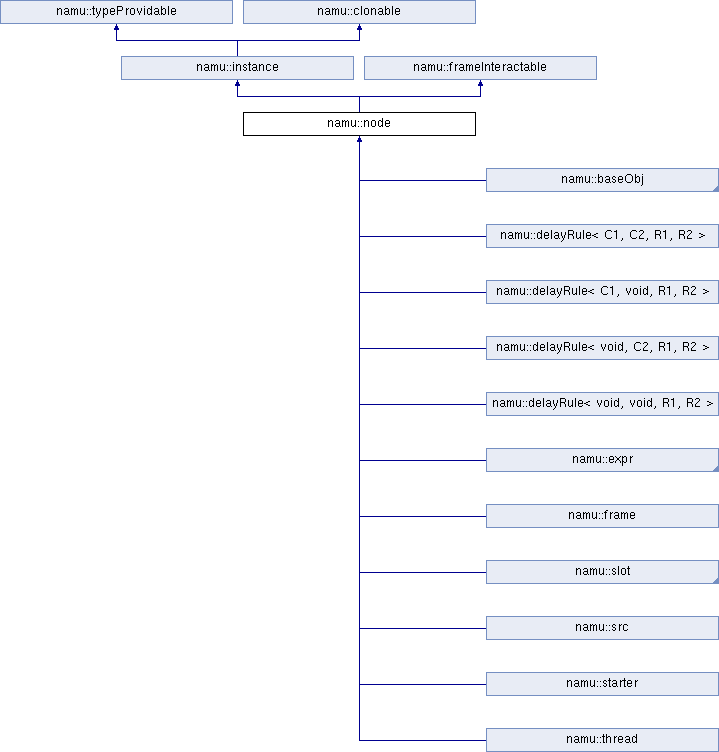 namu::typeProvidable
namu::clonable
namu::instance
namu::frameInteractable
namu::node
namu::baseObj
namu::delayRule< C1, C2, R1, R2 >
namu::delayRule< C1, void, R1, R2 >
namu::delayRule< void, C2, R1, R2 >
namu::delayRule< void, void, R1, R2 >
namu::expr
namu::frame
namu::slot
namu::src
namu::starter
namu::thread